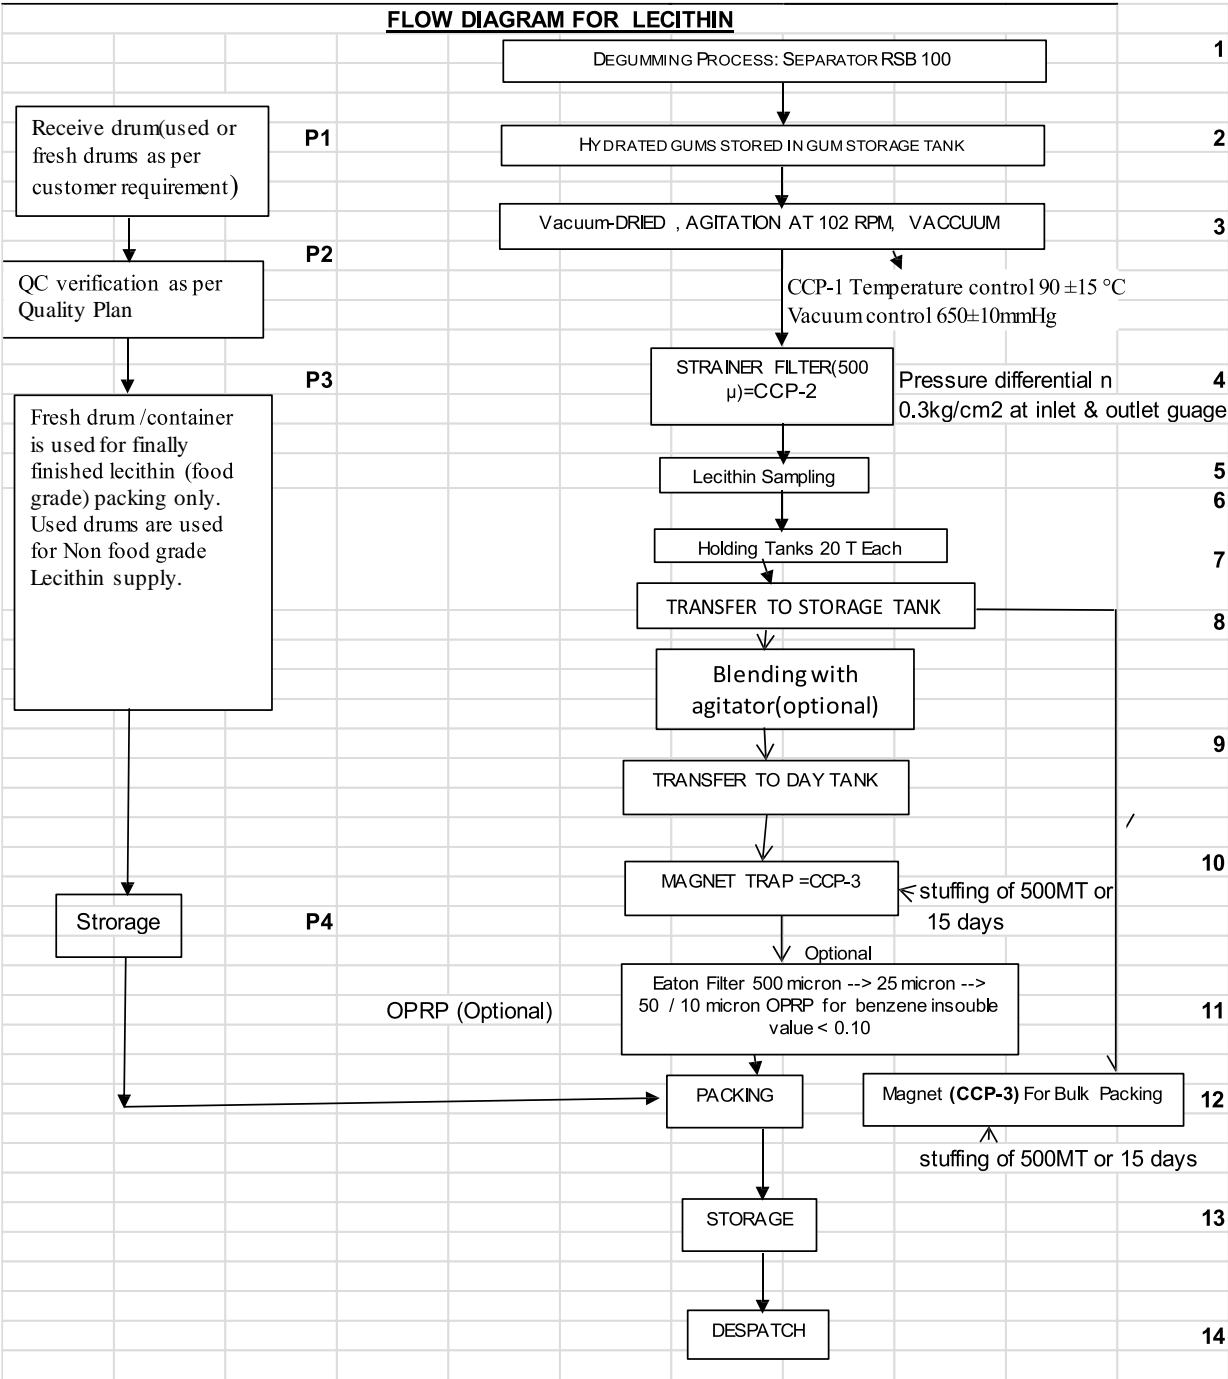 FLOW DIAGRAM FOR LECITHIN
DEGUMMING PROCESS: SEPARATOR RSB 100
1
Receive drum(used or
fresh drums as per
customer requirement)
P1
HYDRATED GUMS STORED IN GUM STORAGE TANK
2
Vacuum-DRIED , AGITATION AT 102 RPM, VACCUUM
3
P2
QC verification as per
Quality Plan
CCP-1 Temperature control 90 ±15 °C
Vacuum control 650±10mmHg
P3
STRAINER FILTER(500
µ)=CCP-2
Pressure differential n
0.3kg/cm2 at inlet & outlet guage
4
Fresh drum /container
is used for finally
finished lecithin (food
grade) packing only.
Used drums are used
for Non food grade
Lecithin supply.
Lecithin Sampling
5
6
Holding Tanks 20 T Each
7
TRANSFER TO STORAGE TANK
8
Blending with
agitator(optional)
9
TRANSFER TO DAY TANK
10
MAGNET TRAP =CCP-3
stuffing of 500MT or
15 days
Strorage
P4
Optional
OPRP (Optional)
Eaton Filter 500 micron --> 25 micron -->
50 / 10 micron OPRP for benzene insouble
value < 0.10
11
PACKING
Magnet (CCP-3) For Bulk Packing
12
stuffing of 500MT or 15 days
STORAGE
13
DESPATCH
14